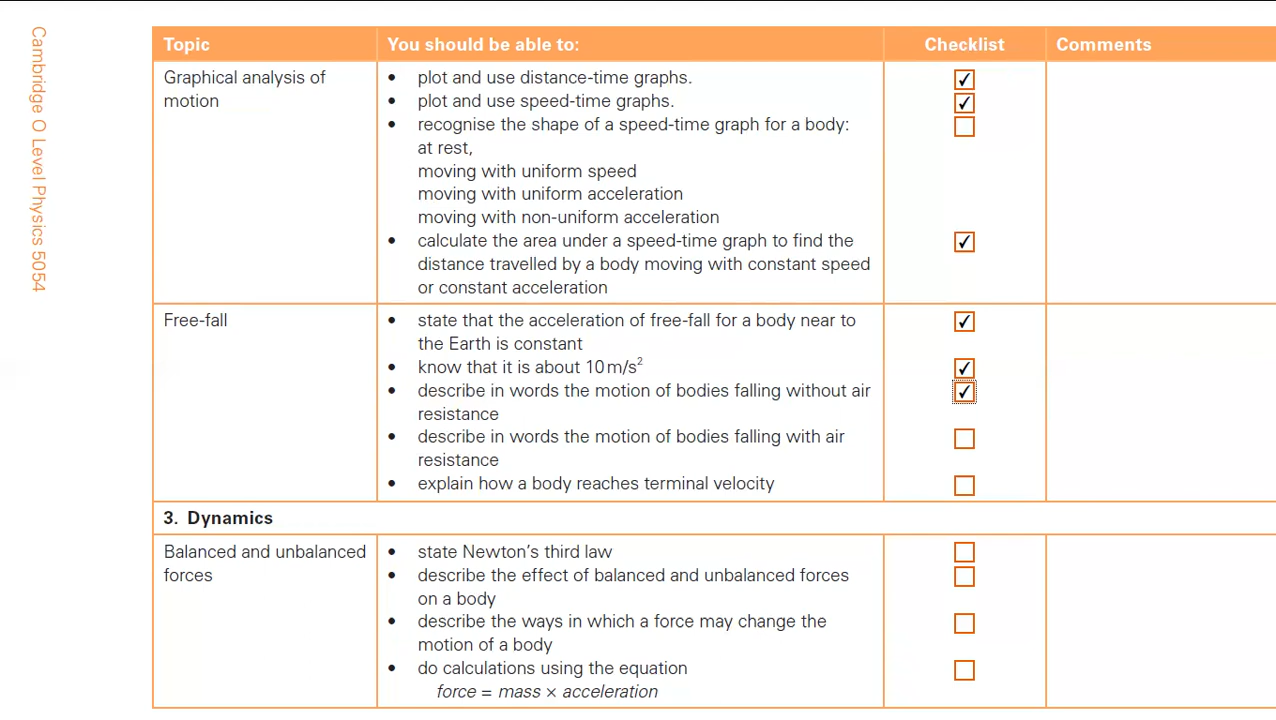 Cambridge O Level Physics 5054
Topic You should be able to: Checklist Comments
Graphical analysis of motion
• plot and use distance-time graphs. ✓
• plot and use speed-time graphs. ✓
• recognise the shape of a speed-time graph for a body:
at rest,
moving with uniform speed
moving with uniform acceleration
moving with non-uniform acceleration
• calculate the area under a speed-time graph to find the ✓
distance travelled by a body moving with constant speed
or constant acceleration
Free-fall
• state that the acceleration of free-fall for a body near to ✓
the Earth is constant
• know that it is about 10 m/s² ✓
• describe in words the motion of bodies falling without air ✓
resistance
• describe in words the motion of bodies falling with air
resistance
• explain how a body reaches terminal velocity
3. Dynamics
Balanced and unbalanced
forces
• state Newton's third law
• describe the effect of balanced and unbalanced forces
on a body
• describe the ways in which a force may change the
motion of a body
• do calculations using the equation
force = mass × acceleration